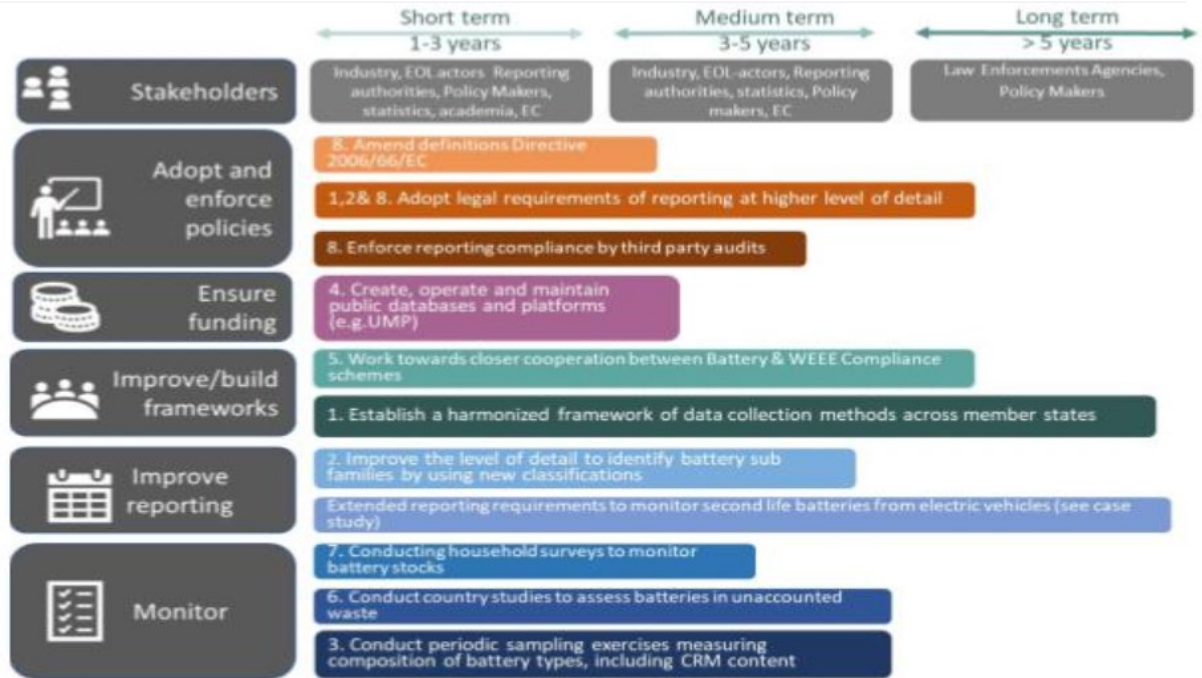 Short term
1-3 years
Medium term
3-5 years
Long term
> 5 years
Stakeholders
Industry, EOL actors Reporting
authorities, Policy Makers,
statistics, academia, EC
Industry, EOL-actors, Reporting
authorities, statistics, Policy
makers, EC
Law Enforcements Agencies,
Policy Makers
Adopt and
enforce
policies
8. Amend definitions Directive
2006/66/EC
1,2& 8. Adopt legal requirements of reporting at higher level of detail
8. Enforce reporting compliance by third party audits
Ensure
funding
4. Create, operate and maintain
public databases and platforms
(e.g.UMP)
Improve/build
frameworks
5. Work towards closer cooperation between Battery & WEEE Compliance
schemes
1. Establish a harmonized framework of data collection methods across member states
Improve
reporting
2. Improve the level of detail to identify battery sub
families by using new classifications
Extended reporting requirements to monitor second life batteries from electric vehicles (see case
study)
Monitor
7. Conducting household surveys to monitor
battery stocks
6. Conduct country studies to assess batteries in unaccounted
waste
3. Conduct periodic sampling exercises measuring
composition of battery types, including CRM content